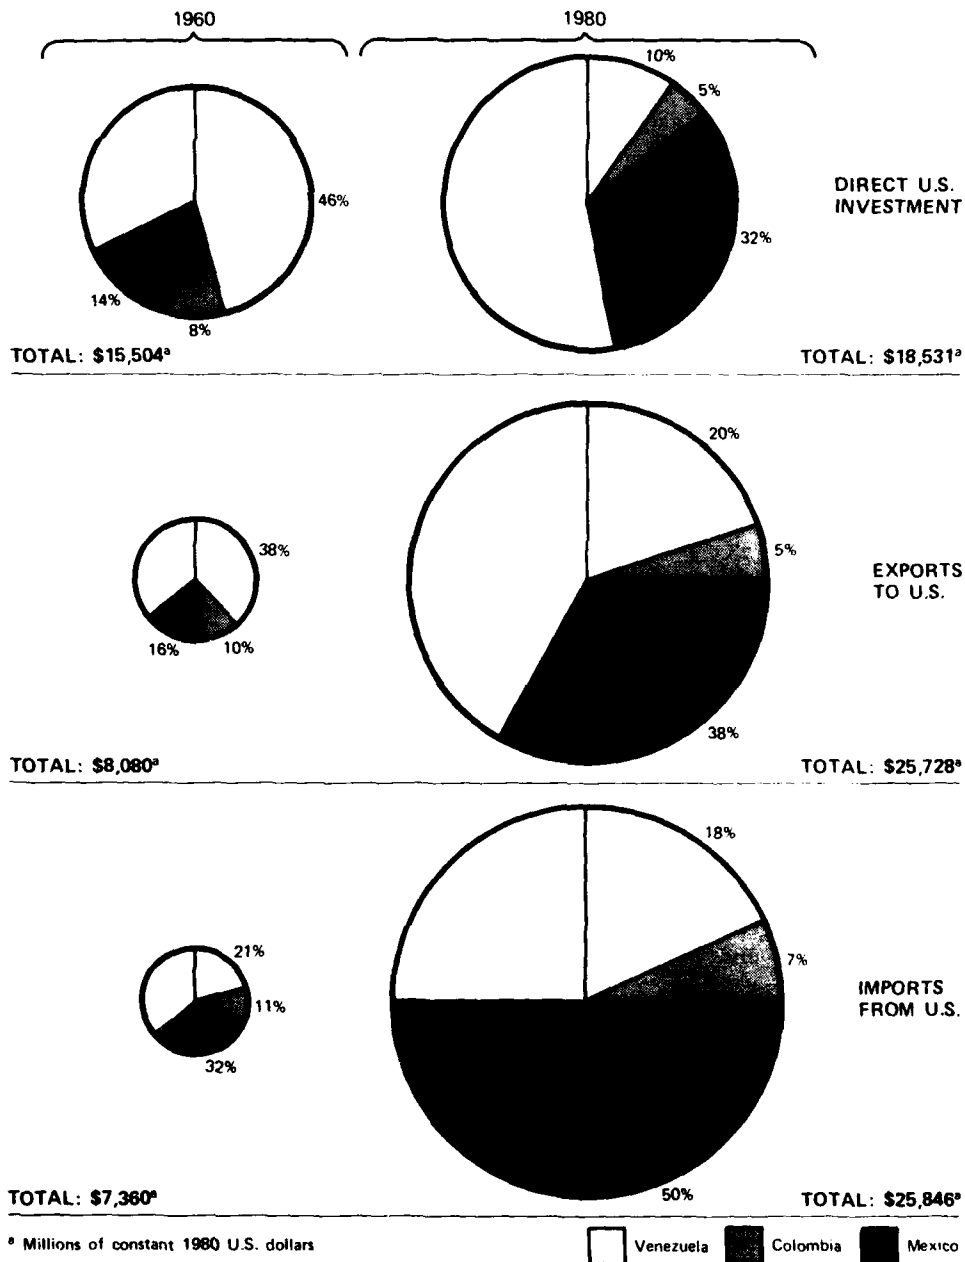 1960
1980
10%
5%
46%
32%
14%
8%
DIRECT U.S.
INVESTMENT
TOTAL: $15,504ᵃ
TOTAL: $18,531ᵃ
20%
38%
5%
16%
10%
38%
EXPORTS
TO U.S.
TOTAL: $8,080ᵃ
TOTAL: $25,728ᵃ
18%
21%
7%
11%
32%
50%
IMPORTS
FROM U.S.
TOTAL: $7,360ᵃ
TOTAL: $25,846ᵃ
ᵃ Millions of constant 1980 U.S. dollars
Venezuela
Colombia
Mexico